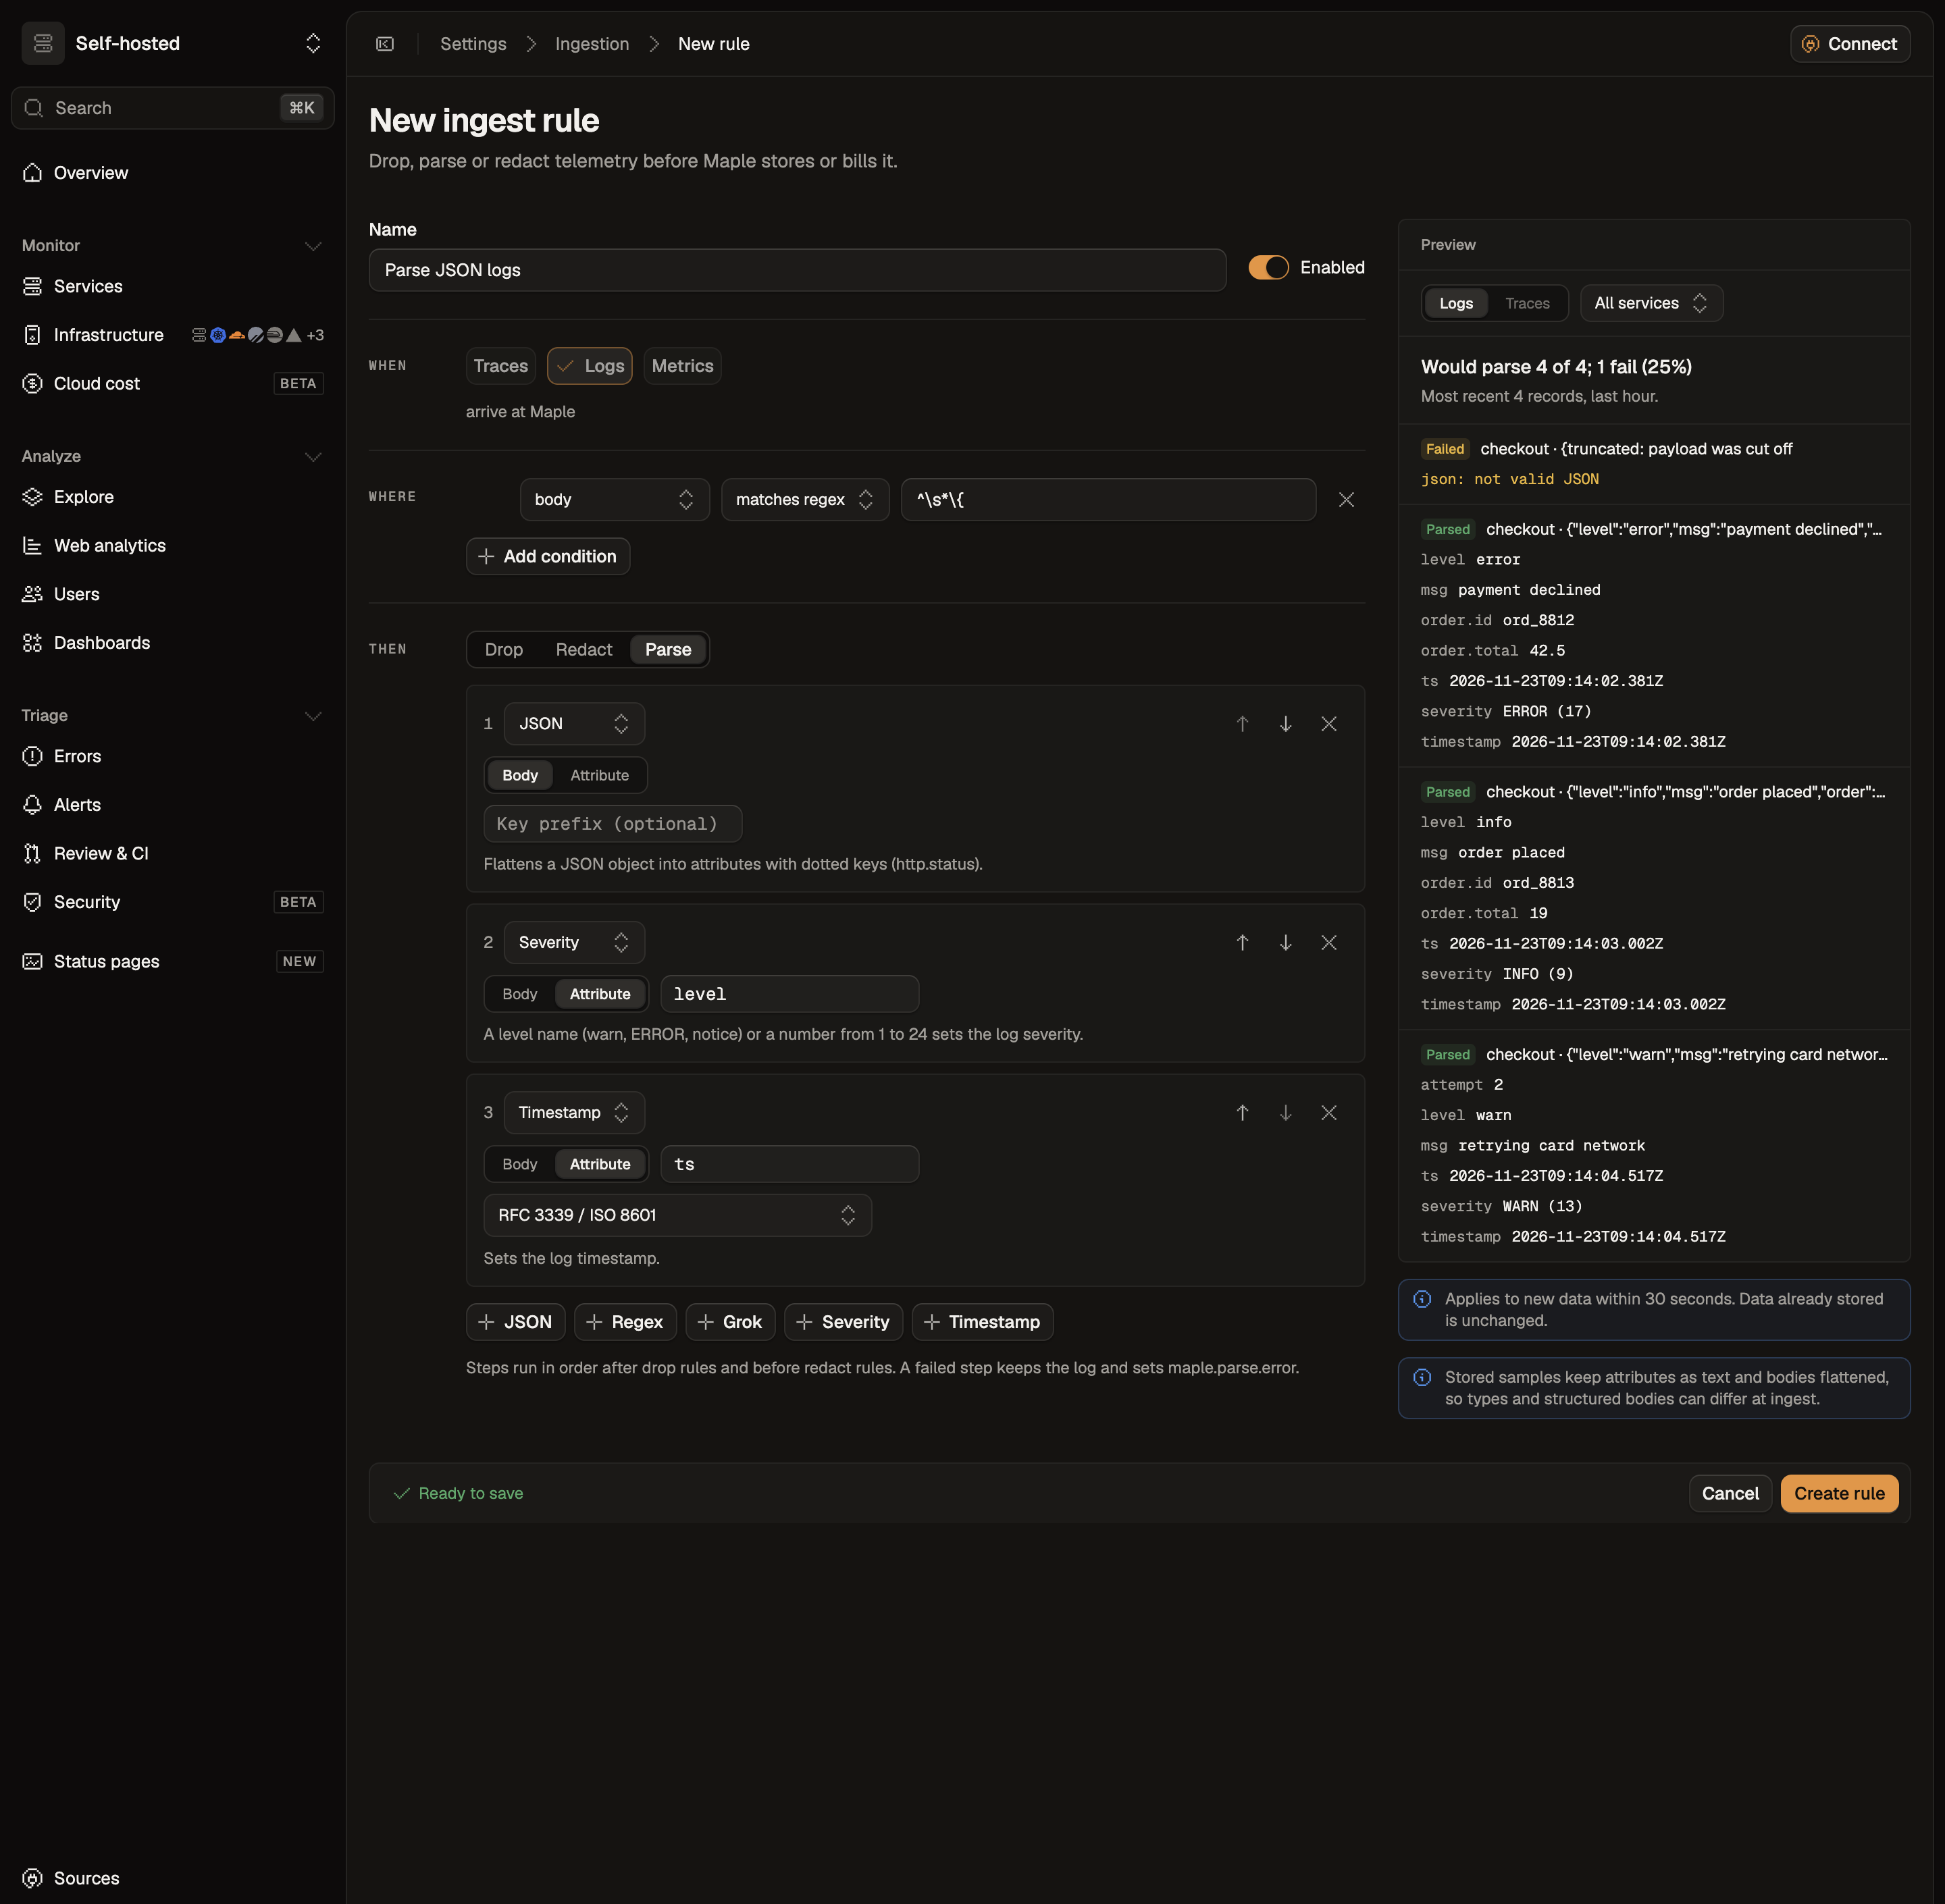 Self-hosted
Search ⌘K
Overview
Monitor
Services
Infrastructure +3
Cloud cost BETA
Analyze
Explore
Web analytics
Users
Dashboards
Triage
Errors
Alerts
Review & CI
Security BETA
Status pages NEW
Sources
Settings Ingestion New rule
Connect
New ingest rule
Drop, parse or redact telemetry before Maple stores or bills it.
Name
Parse JSON logs
Enabled
WHEN Traces Logs Metrics
arrive at Maple
WHERE body matches regex ^\s*\{
Add condition
THEN Drop Redact Parse
1 JSON
Body Attribute
Key prefix (optional)
Flattens a JSON object into attributes with dotted keys (http.status).
2 Severity
Body Attribute level
A level name (warn, ERROR, notice) or a number from 1 to 24 sets the log severity.
3 Timestamp
Body Attribute ts
RFC 3339 / ISO 8601
Sets the log timestamp.
JSON Regex Grok Severity Timestamp
Steps run in order after drop rules and before redact rules. A failed step keeps the log and sets maple.parse.error.
Preview
Logs Traces All services
Would parse 4 of 4; 1 fail (25%)
Most recent 4 records, last hour.
Failed checkout · {truncated: payload was cut off
json: not valid JSON
Parsed checkout · {"level":"error","msg":"payment declined","...
level error
msg payment declined
order.id ord_8812
order.total 42.5
ts 2026-11-23T09:14:02.381Z
severity ERROR (17)
timestamp 2026-11-23T09:14:02.381Z
Parsed checkout · {"level":"info","msg":"order placed","order":...
level info
msg order placed
order.id ord_8813
order.total 19
ts 2026-11-23T09:14:03.002Z
severity INFO (9)
timestamp 2026-11-23T09:14:03.002Z
Parsed checkout · {"level":"warn","msg":"retrying card networ...
attempt 2
level warn
msg retrying card network
ts 2026-11-23T09:14:04.517Z
severity WARN (13)
timestamp 2026-11-23T09:14:04.517Z
Applies to new data within 30 seconds. Data already stored
is unchanged.
Stored samples keep attributes as text and bodies flattened,
so types and structured bodies can differ at ingest.
Ready to save
Cancel Create rule